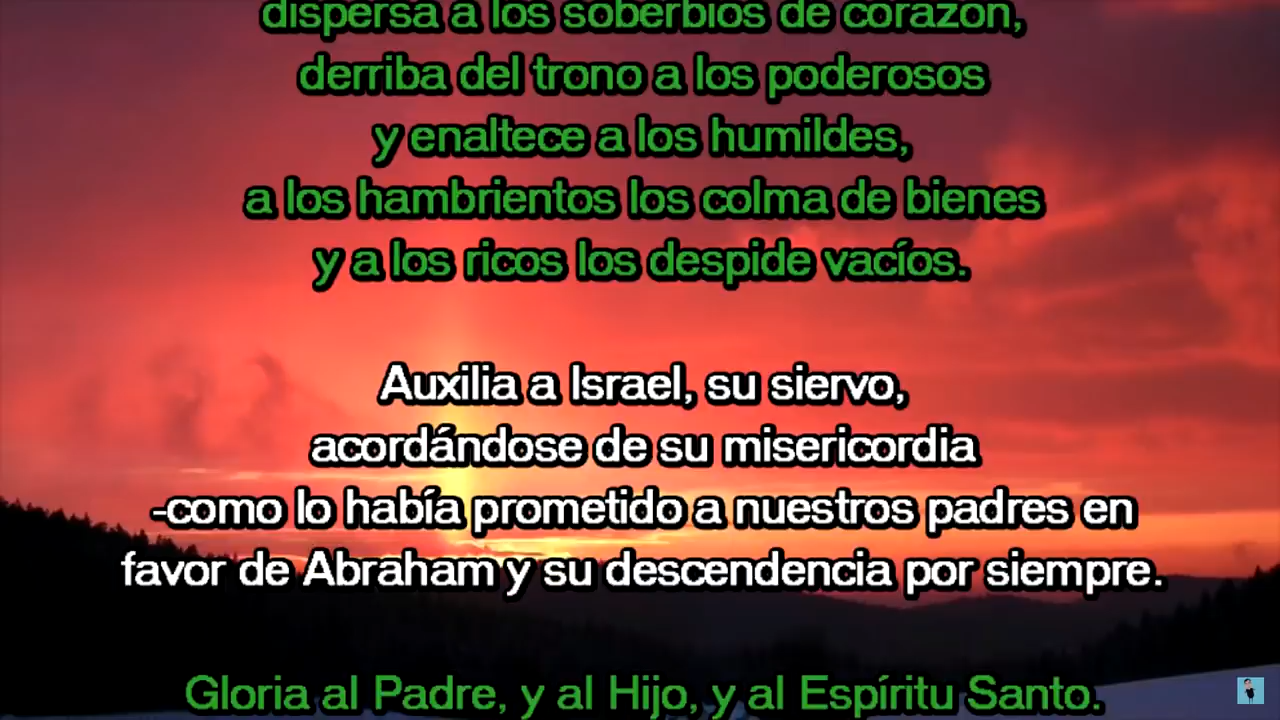 dispersa a los soberbios de corazón,
derriba del trono a los poderosos
y enaltece a los humildes,
a los hambrientos los colma de bienes
y a los ricos los despide vacíos.
Auxilia a Israel, su siervo,
acordándose de su misericordia
-como lo había prometido a nuestros padres en
favor de Abraham y su descendencia por siempre.
Gloria al Padre, y al Hijo, y al Espíritu Santo.